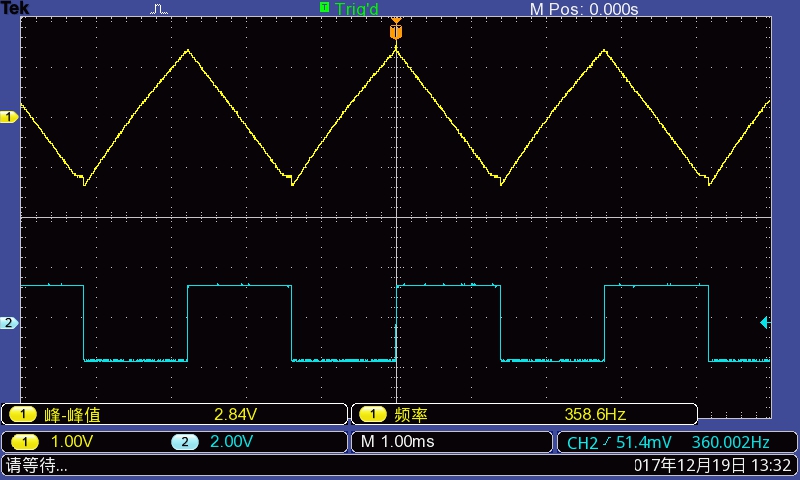 Tek Trig'd M Pos: 0.000s
T
1
2
1 峰-峰值 2.84V 1 频率 358.6Hz
1 1.00V 2 2.00V M 1.00ms CH2 51.4mV 360.002Hz
请等待... 017年12月19日 13:32